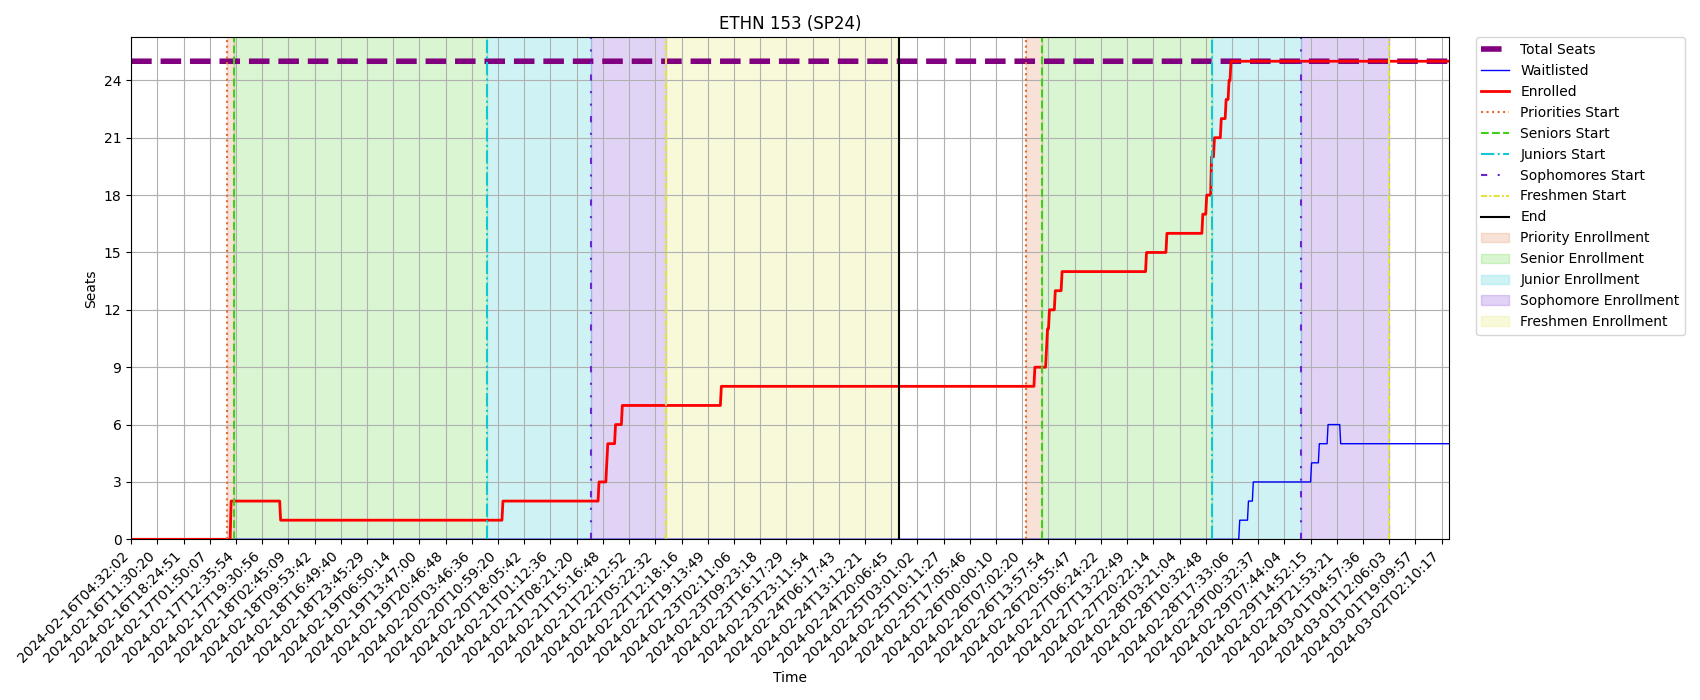 ETHN 153 (SP24)
Total Seats
Waitlisted
Enrolled
Priorities Start
Seniors Start
Juniors Start
Sophomores Start
Freshmen Start
End
Priority Enrollment
Senior Enrollment
Junior Enrollment
Sophomore Enrollment
Freshmen Enrollment
Seats
24
21
18
15
12
9
6
3
0
2024-02-16T04:32:02
2024-02-16T11:30:20
2024-02-16T18:24:51
2024-02-17T01:50:07
2024-02-17T12:35:54
2024-02-17T19:30:56
2024-02-18T02:45:09
2024-02-18T09:53:42
2024-02-18T16:49:40
2024-02-18T23:45:29
2024-02-19T06:50:14
2024-02-19T13:47:00
2024-02-19T20:46:48
2024-02-20T03:46:36
2024-02-20T10:59:20
2024-02-20T18:05:42
2024-02-21T01:12:36
2024-02-21T08:21:20
2024-02-21T15:16:48
2024-02-21T22:12:52
2024-02-22T05:22:32
2024-02-22T12:18:16
2024-02-22T19:13:49
2024-02-23T02:11:06
2024-02-23T09:23:18
2024-02-23T16:17:29
2024-02-23T23:11:54
2024-02-24T06:17:43
2024-02-24T13:12:21
2024-02-24T20:06:45
2024-02-25T03:01:02
2024-02-25T10:11:27
2024-02-25T17:05:46
2024-02-26T00:00:10
2024-02-26T07:02:20
2024-02-26T13:57:54
2024-02-26T20:55:47
2024-02-27T06:24:22
2024-02-27T13:22:49
2024-02-27T20:22:14
2024-02-28T03:21:04
2024-02-28T10:32:48
2024-02-28T17:33:06
2024-02-29T00:32:37
2024-02-29T07:44:04
2024-02-29T14:52:15
2024-02-29T21:53:21
2024-03-01T04:57:36
2024-03-01T12:06:03
2024-03-01T19:09:57
2024-03-02T02:10:17
Time